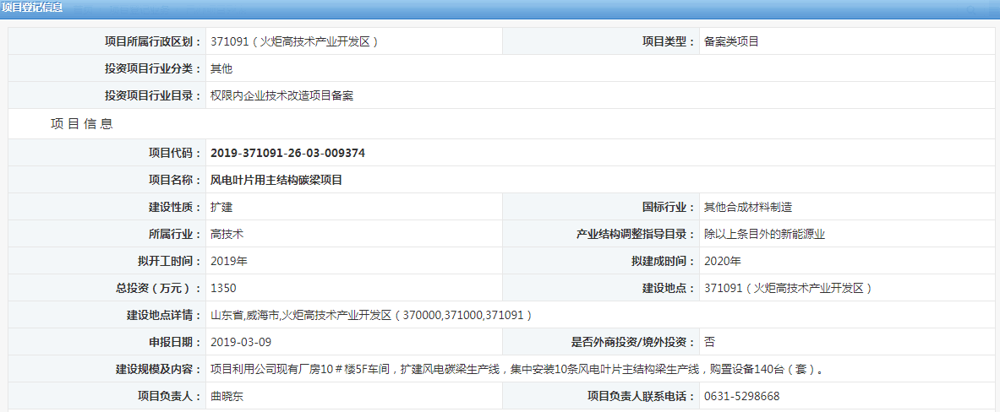 项目登记信息
项目所属行政区划： 371091（火炬高技术产业开发区） 项目类型： 备案类项目
投资项目行业分类： 其他
投资项目行业目录： 权限内企业技术改造项目备案
项目信息
项目代码： 2019-371091-26-03-009374
项目名称： 风电叶片用主结构碳梁项目
建设性质： 扩建 国标行业： 其他合成材料制造
所属行业： 高技术 产业结构调整指导目录： 除以上条目外的新能源业
拟开工时间： 2019年 拟建成时间： 2020年
总投资（万元）： 1350 建设地点： 371091（火炬高技术产业开发区）
建设地点详情： 山东省,威海市,火炬高技术产业开发区（370000,371000,371091）
申报日期： 2019-03-09 是否外商投资/境外投资： 否
建设规模及内容： 项目利用公司现有厂房10＃楼5F车间，扩建风电碳梁生产线，集中安装10条风电叶片主结构梁生产线，购置设备140台（套）。
项目负责人： 曲晓东 项目负责人联系电话： 0631-5298668